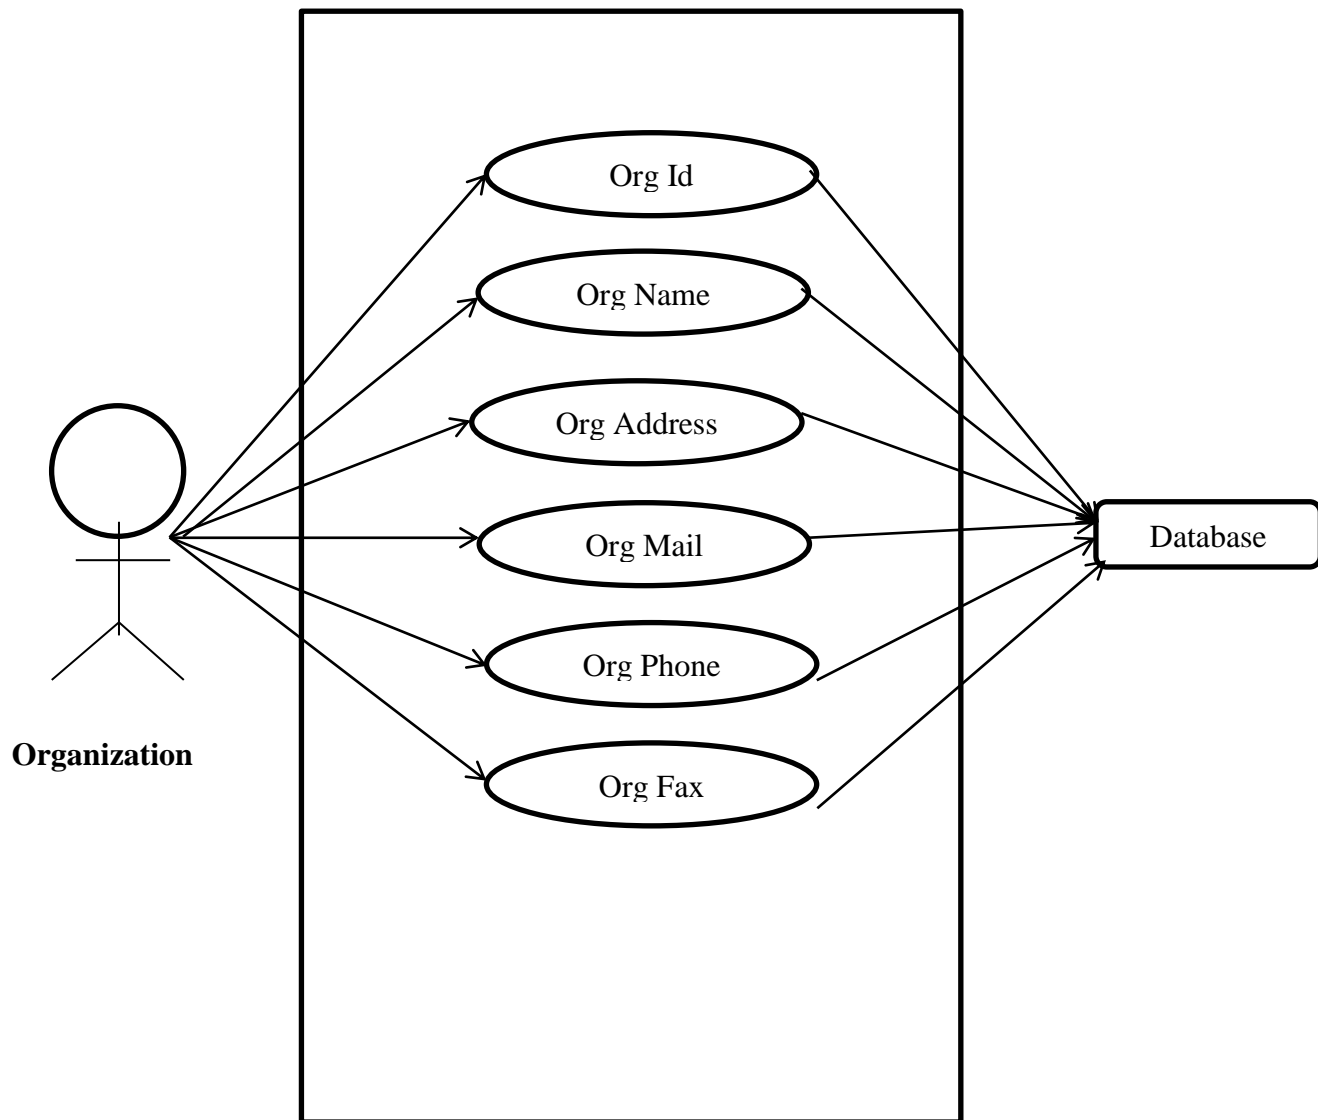 Org Id
Org Name
Org Address
Org Mail
Database
Org Phone
Organization
Org Fax